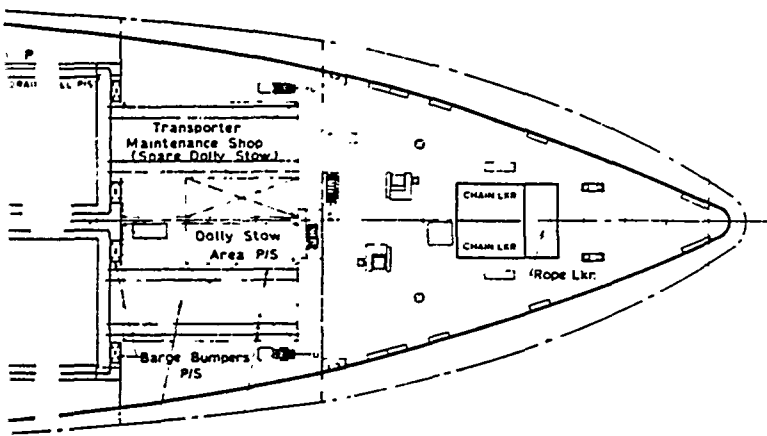 P
Transporter
Maintenance Shop
(Spare Dolly Stow)
CHAIN LKR
CHAIN LKR
Dolly Stow
Area P/S
Rope Lkr.
Barge Bumpers
P/S